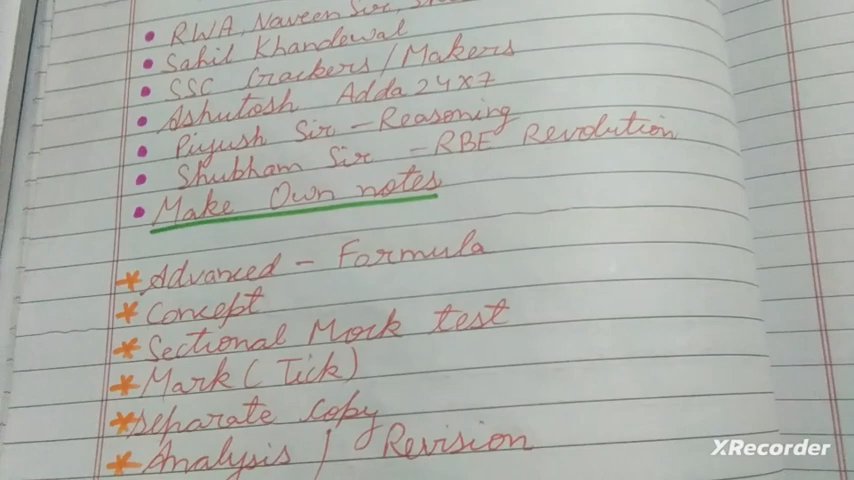 RWA, Naveen Sir,
Sahil Khandewal
SSC Crackers/Makers
Ashutosh Adda 24x7
Piyush Sir - Reasoning
Shubham Sir - RBE Revolution
Make Own notes
Advanced - Formula
Concept
Sectional Mock test
Mark (Tick)
separate copy
Analysis / Revision
XRecorder